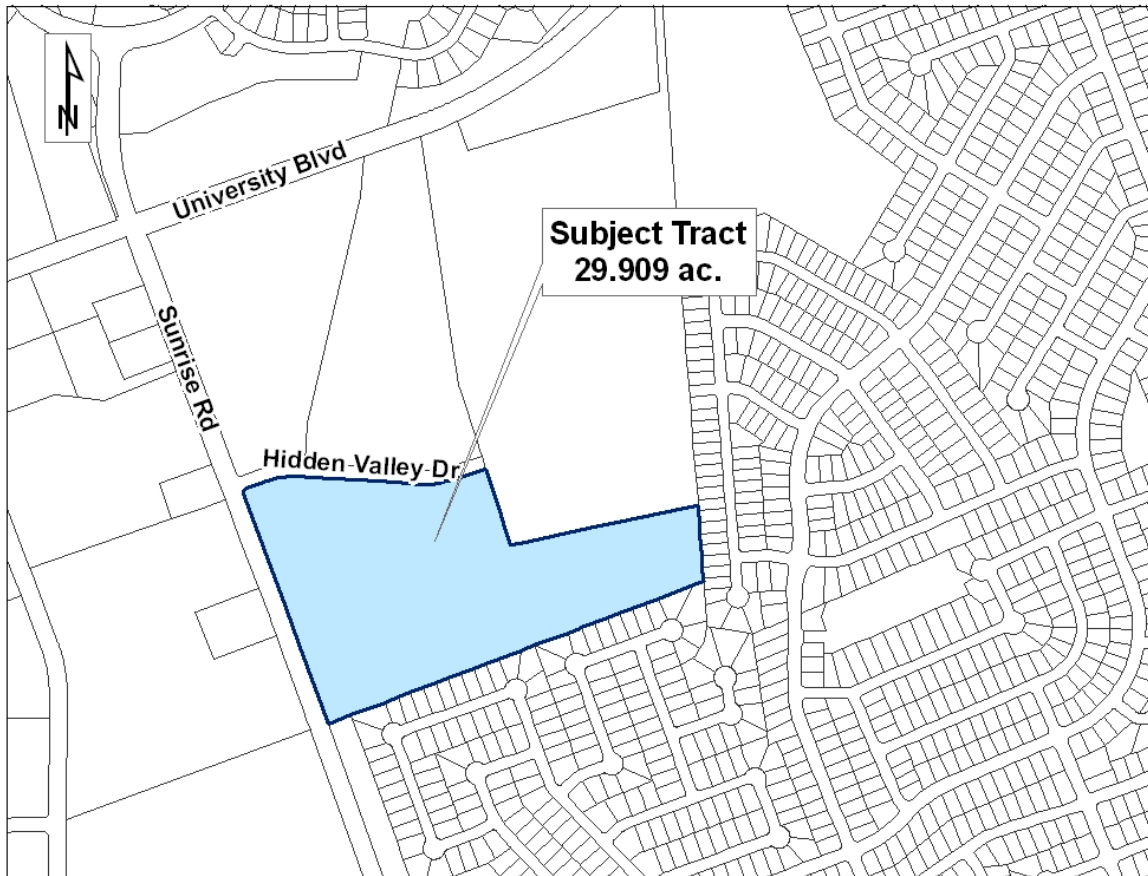 N
University Blvd
Subject Tract
29.909 ac.
Sunrise Rd
Hidden Valley Dr